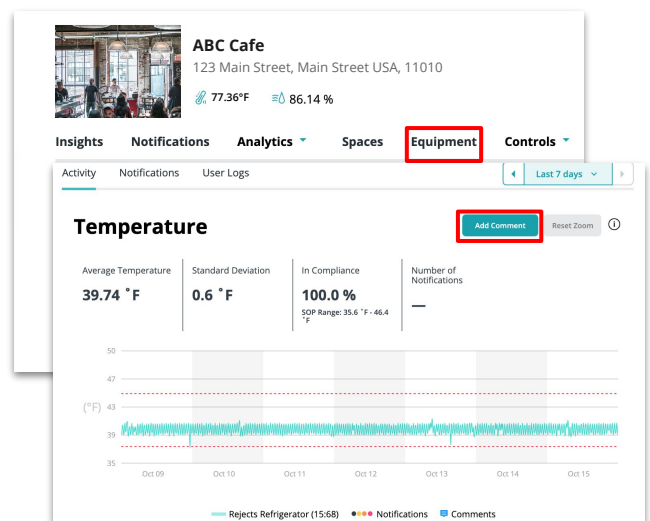 ABC Cafe
123 Main Street, Main Street USA, 11010
77.36°F 86.14 %
Insights Notifications Analytics Spaces Equipment Controls
Activity Notifications User Logs Last 7 days
Temperature Add Comment Reset Zoom i
Average Temperature Standard Deviation In Compliance Number of
Notifications
39.74 °F 0.6 °F 100.0 % —
SOP Range: 35.6 °F - 46.4
°F
50
47
(°F) 43
39
35
Oct 09 Oct 10 Oct 11 Oct 12 Oct 13 Oct 14 Oct 15
Rejects Refrigerator (15:68) Notifications Comments